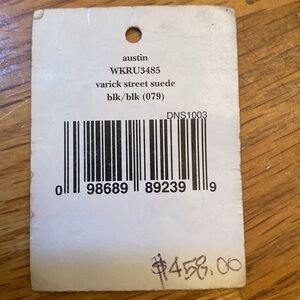 austin
WKRU3485
varick street suede
blk/blk (079)
DNS1003
0 98689 89239 9
$458.00